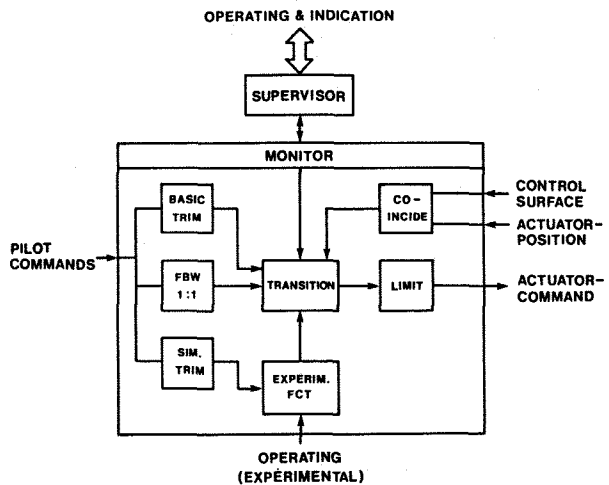 OPERATING & INDICATION
SUPERVISOR
MONITOR
BASIC
TRIM
CO-
INCIDE
CONTROL
SURFACE
ACTUATOR-
POSITION
PILOT
COMMANDS
FBW
1:1
TRANSITION
LIMIT
ACTUATOR-
COMMAND
SIM.
TRIM
EXPERIM.
FCT
OPERATING
(EXPERIMENTAL)